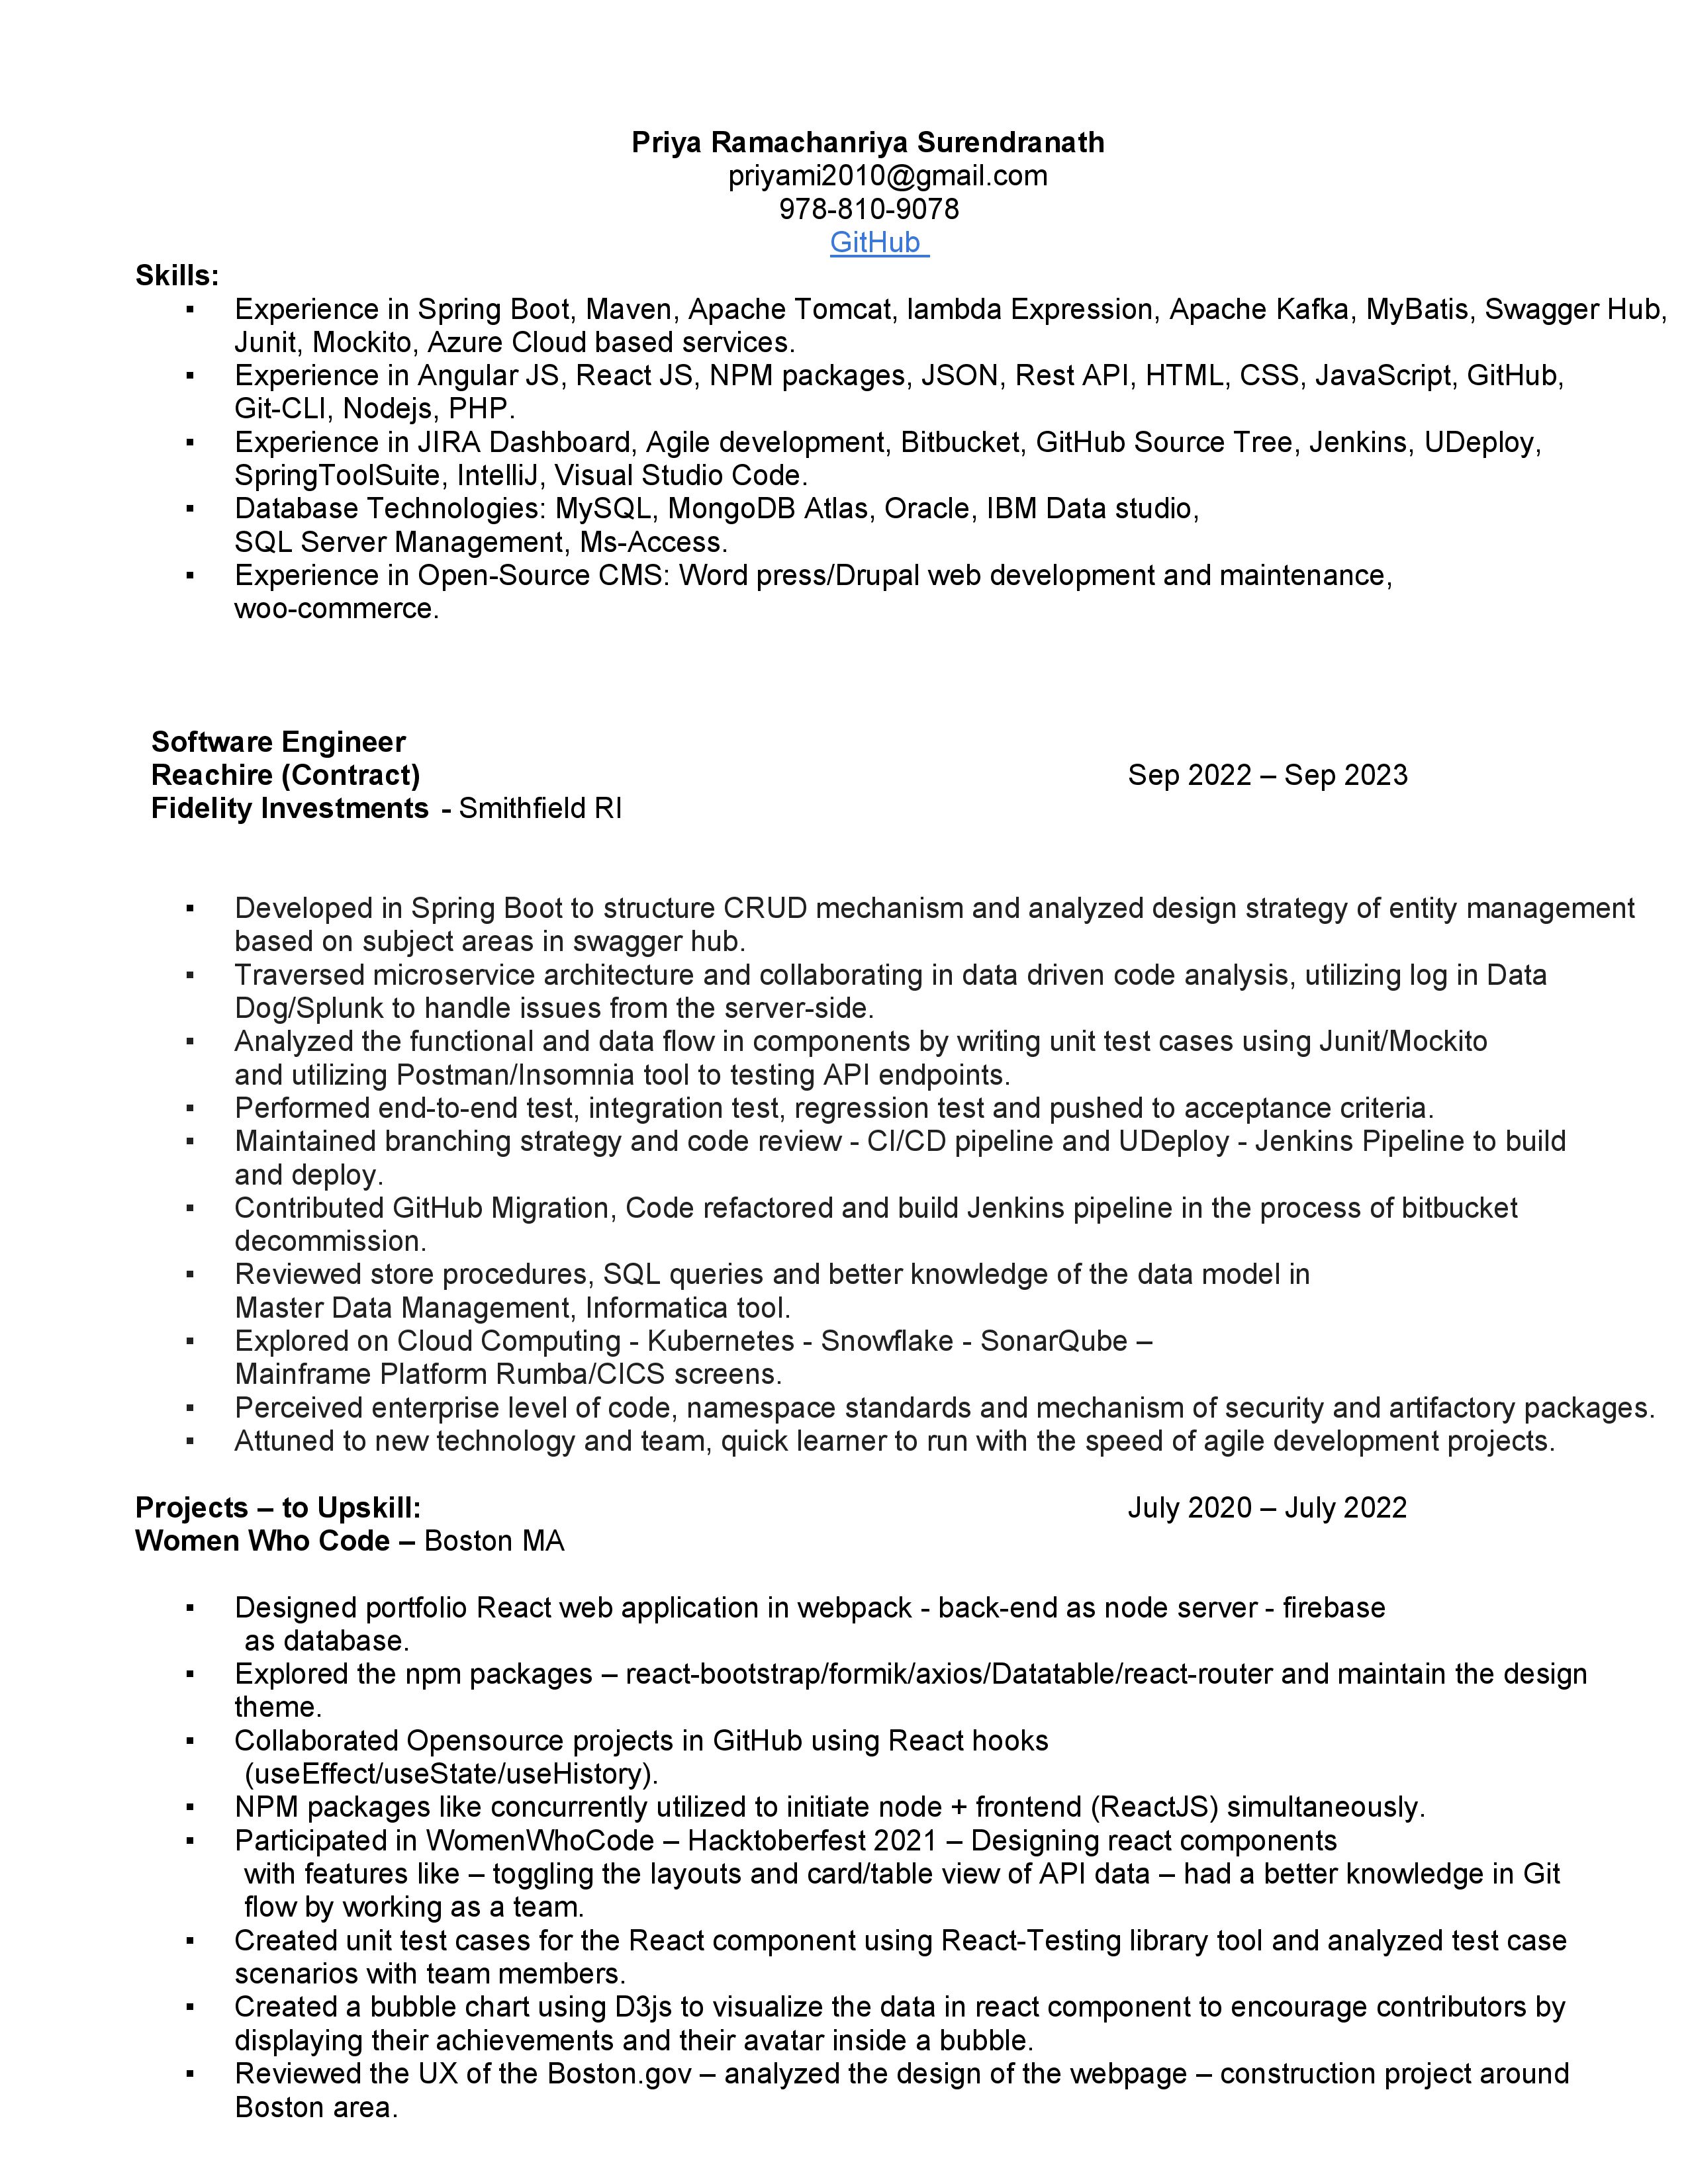 Priya Ramachanriya Surendranath
priyami2010@gmail.com
978-810-9078
GitHub
Skills:
▪ Experience in Spring Boot, Maven, Apache Tomcat, lambda Expression, Apache Kafka, MyBatis, Swagger Hub,
Junit, Mockito, Azure Cloud based services.
▪ Experience in Angular JS, React JS, NPM packages, JSON, Rest API, HTML, CSS, JavaScript, GitHub,
Git-CLI, Nodejs, PHP.
▪ Experience in JIRA Dashboard, Agile development, Bitbucket, GitHub Source Tree, Jenkins, UDeploy,
SpringToolSuite, IntelliJ, Visual Studio Code.
▪ Database Technologies: MySQL, MongoDB Atlas, Oracle, IBM Data studio,
SQL Server Management, Ms-Access.
▪ Experience in Open-Source CMS: Word press/Drupal web development and maintenance,
woo-commerce.
Software Engineer
Reachire (Contract) Sep 2022 – Sep 2023
Fidelity Investments - Smithfield RI
▪ Developed in Spring Boot to structure CRUD mechanism and analyzed design strategy of entity management
based on subject areas in swagger hub.
▪ Traversed microservice architecture and collaborating in data driven code analysis, utilizing log in Data
Dog/Splunk to handle issues from the server-side.
▪ Analyzed the functional and data flow in components by writing unit test cases using Junit/Mockito
and utilizing Postman/Insomnia tool to testing API endpoints.
▪ Performed end-to-end test, integration test, regression test and pushed to acceptance criteria.
▪ Maintained branching strategy and code review - CI/CD pipeline and UDeploy - Jenkins Pipeline to build
and deploy.
▪ Contributed GitHub Migration, Code refactored and build Jenkins pipeline in the process of bitbucket
decommission.
▪ Reviewed store procedures, SQL queries and better knowledge of the data model in
Master Data Management, Informatica tool.
▪ Explored on Cloud Computing - Kubernetes - Snowflake - SonarQube –
Mainframe Platform Rumba/CICS screens.
▪ Perceived enterprise level of code, namespace standards and mechanism of security and artifactory packages.
▪ Attuned to new technology and team, quick learner to run with the speed of agile development projects.
Projects – to Upskill: July 2020 – July 2022
Women Who Code – Boston MA
▪ Designed portfolio React web application in webpack - back-end as node server - firebase
as database.
▪ Explored the npm packages – react-bootstrap/formik/axios/Datatable/react-router and maintain the design
theme.
▪ Collaborated Opensource projects in GitHub using React hooks
(useEffect/useState/useHistory).
▪ NPM packages like concurrently utilized to initiate node + frontend (ReactJS) simultaneously.
▪ Participated in WomenWhoCode – Hacktoberfest 2021 – Designing react components
with features like – toggling the layouts and card/table view of API data – had a better knowledge in Git
flow by working as a team.
▪ Created unit test cases for the React component using React-Testing library tool and analyzed test case
scenarios with team members.
▪ Created a bubble chart using D3js to visualize the data in react component to encourage contributors by
displaying their achievements and their avatar inside a bubble.
▪ Reviewed the UX of the Boston.gov – analyzed the design of the webpage – construction project around
Boston area.